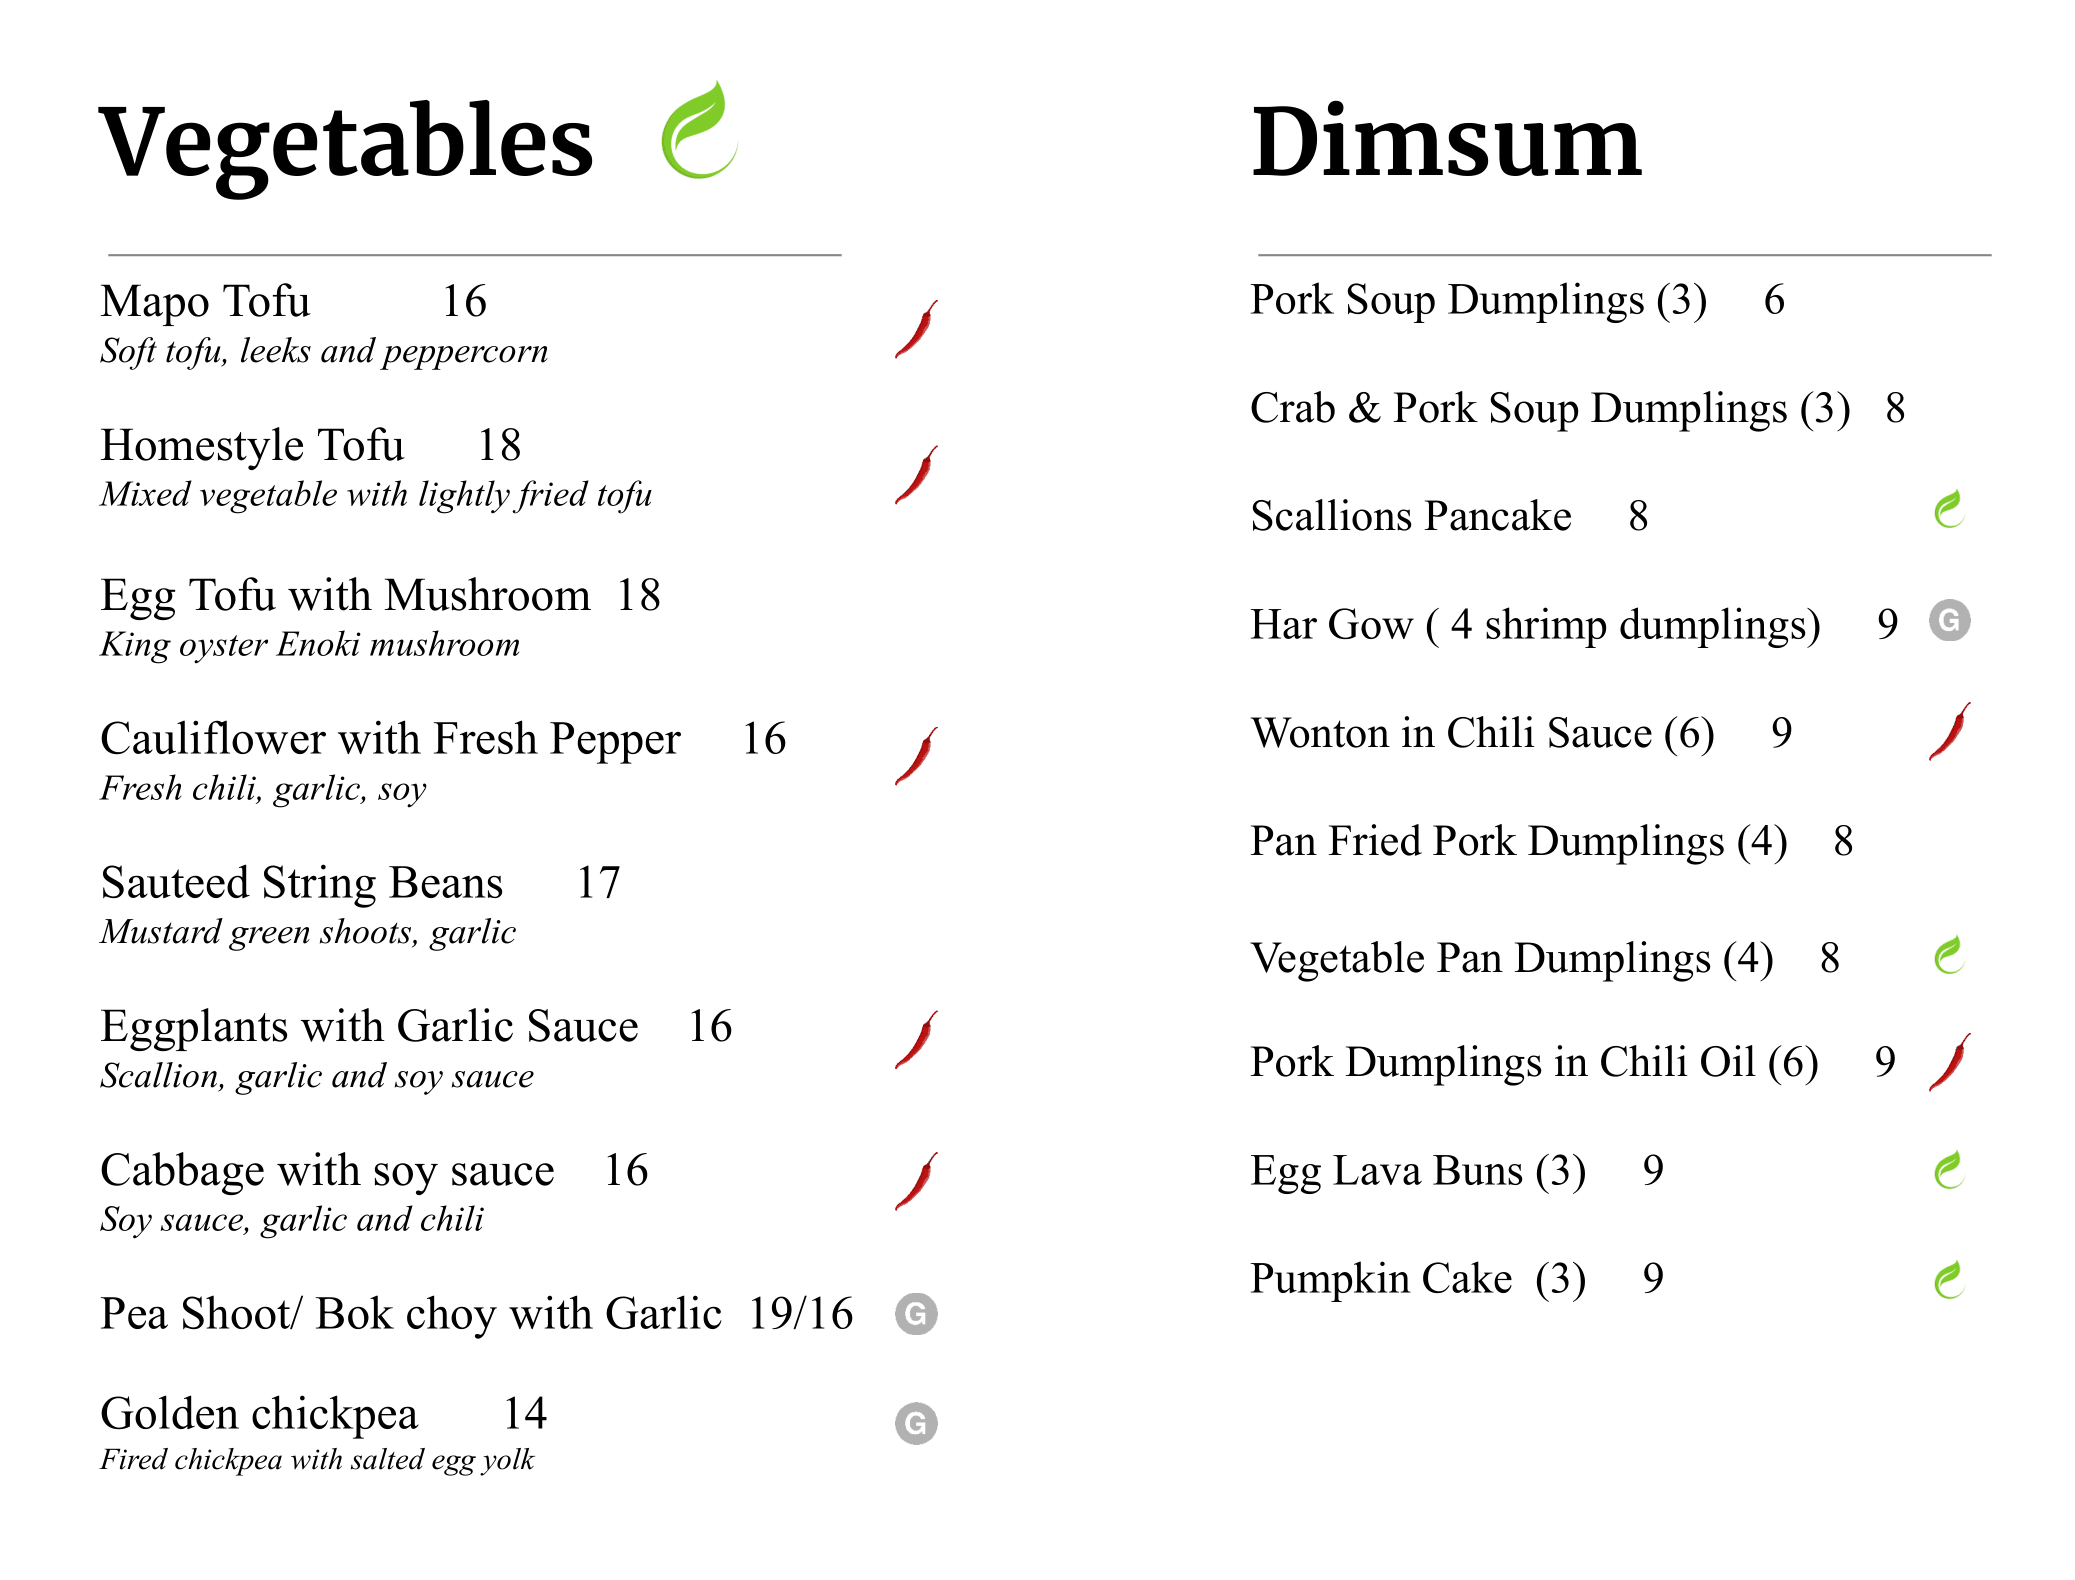 Vegetables
Mapo Tofu 16
Soft tofu, leeks and peppercorn
Homestyle Tofu 18
Mixed vegetable with lightly fried tofu
Egg Tofu with Mushroom 18
King oyster Enoki mushroom
Cauliflower with Fresh Pepper 16
Fresh chili, garlic, soy
Sauteed String Beans 17
Mustard green shoots, garlic
Eggplants with Garlic Sauce 16
Scallion, garlic and soy sauce
Cabbage with soy sauce 16
Soy sauce, garlic and chili
Pea Shoot/ Bok choy with Garlic 19/16 G
Golden chickpea 14 G
Fired chickpea with salted egg yolk
Dimsum
Pork Soup Dumplings (3) 6
Crab & Pork Soup Dumplings (3) 8
Scallions Pancake 8
Har Gow ( 4 shrimp dumplings) 9 G
Wonton in Chili Sauce (6) 9
Pan Fried Pork Dumplings (4) 8
Vegetable Pan Dumplings (4) 8
Pork Dumplings in Chili Oil (6) 9
Egg Lava Buns (3) 9
Pumpkin Cake (3) 9